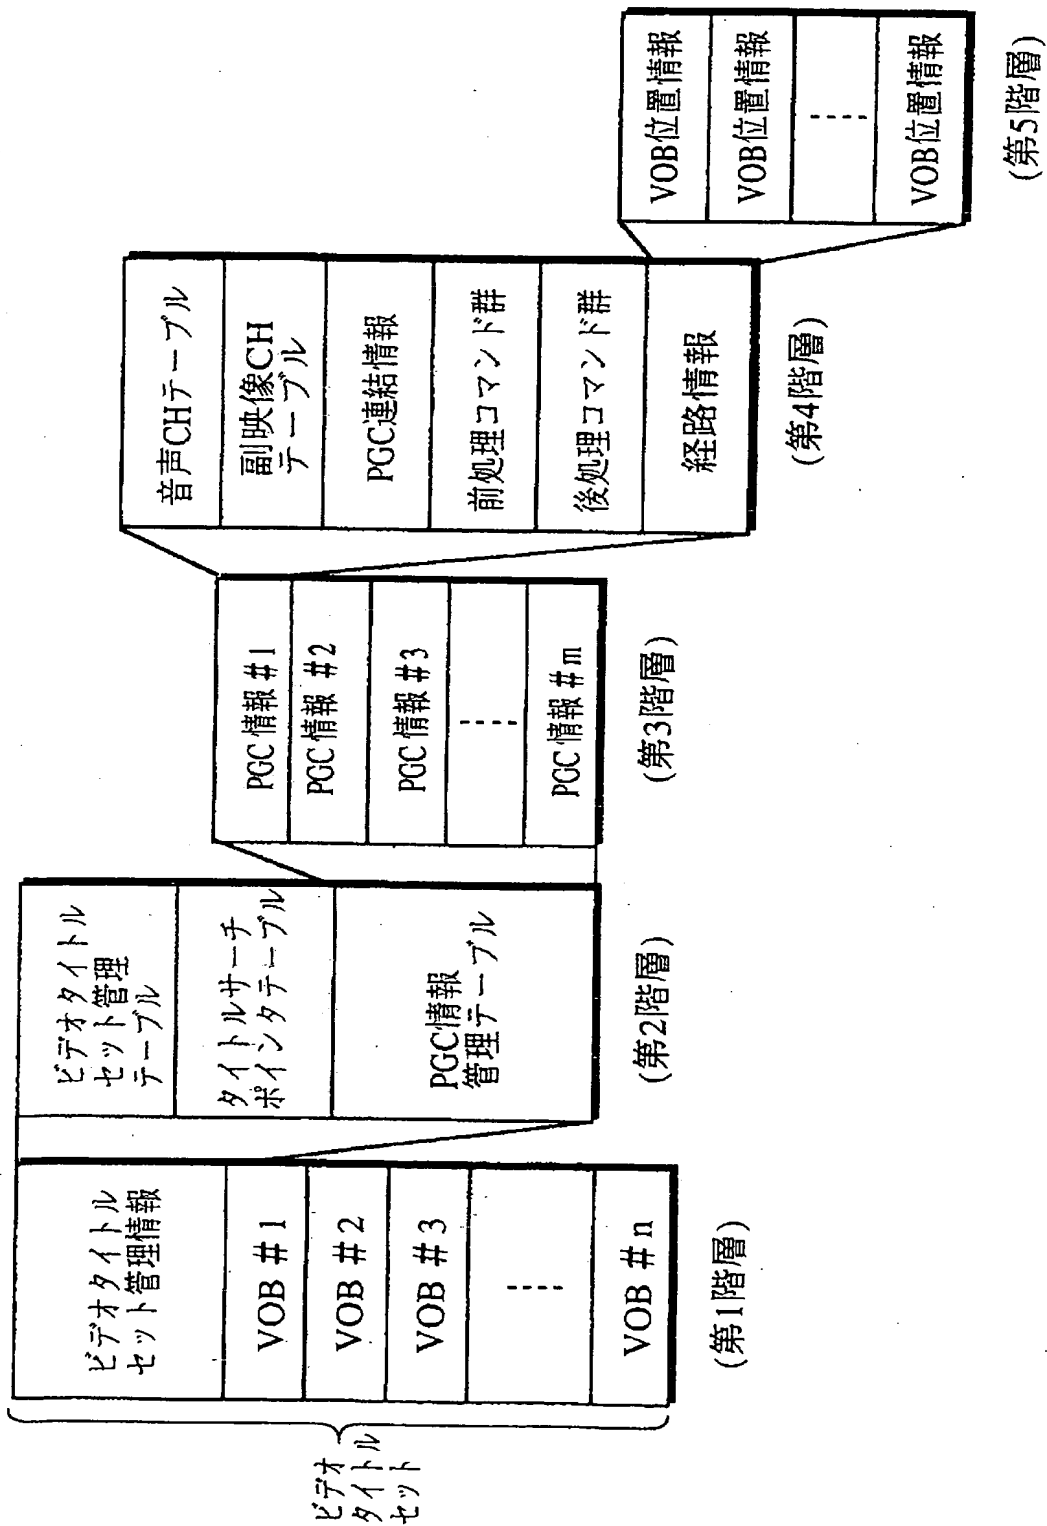 ビデオ
タイトル
セット
ビデオタイトル
セット管理情報
VOB #1
VOB #2
VOB #3
VOB #n
(第1階層)
ビデオタイトル
セット管理
テーブル
タイトルサーチ
ポインタテーブル
PGC情報
管理テーブル
(第2階層)
PGC情報#1
PGC情報 #2
PGC情報#3
PGC情報#m
(第3階層)
音声CHテーブル
副映像CH
テーブル
PGC連結情報
前処理コマンド群
後処理コマンド群
経路情報
(第4階層)
VOB位置情報
VOB位置情報
VOB位置情報
(第5階層)